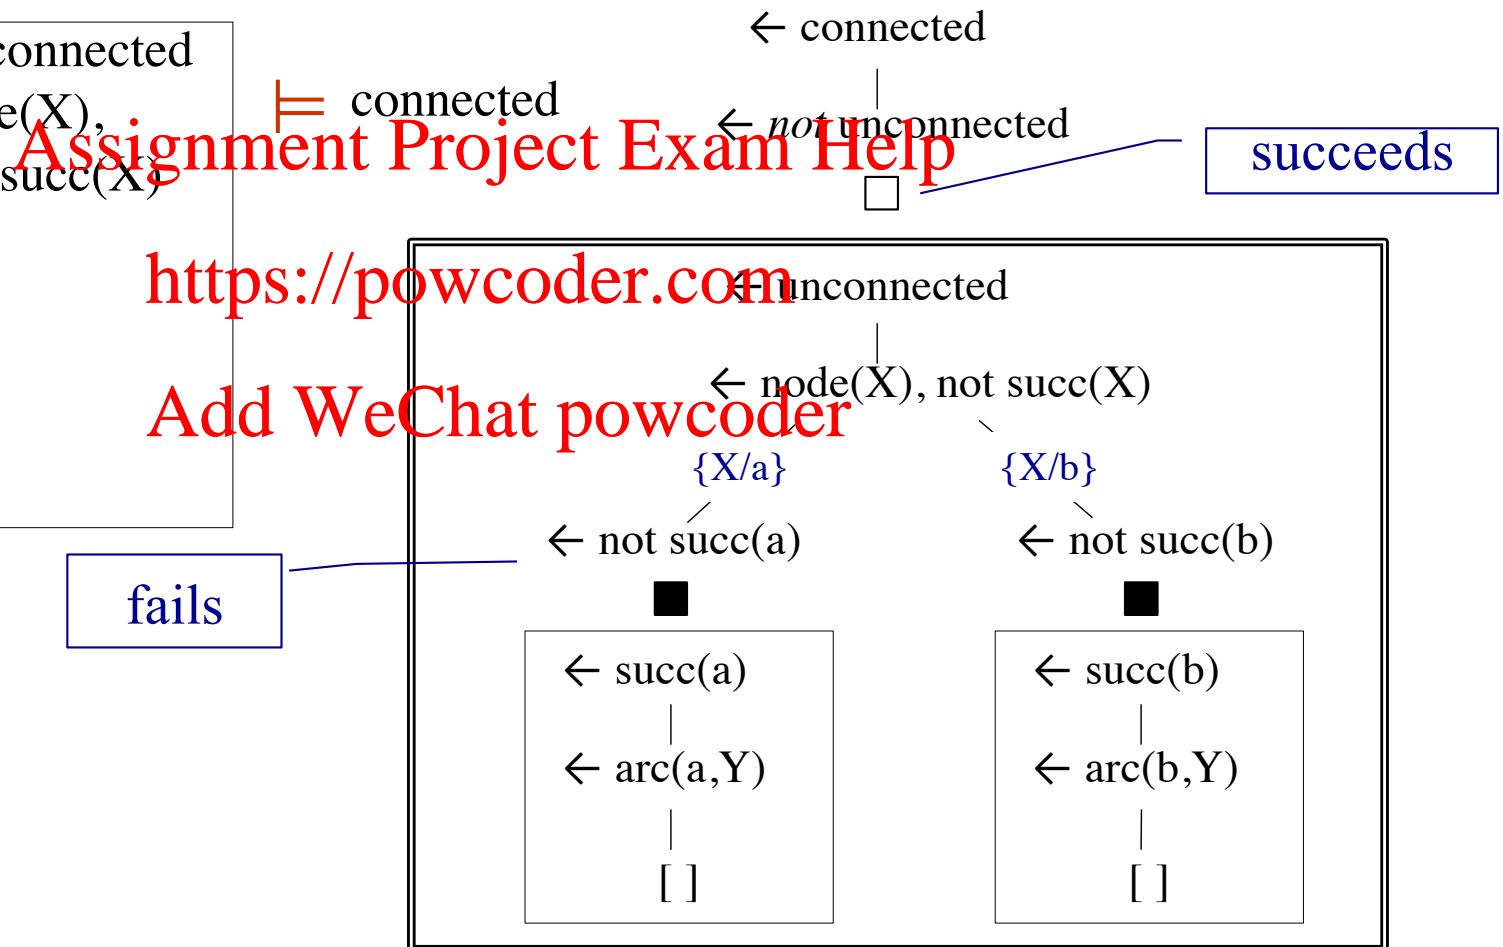 connected
e(X),
succ(X)
⊨ connected
← connected
← not unconnected
succeeds
Assignment Project Exam Help
https://powcoder.com
Add WeChat powcoder
← unconnected
← node(X), not succ(X)
{X/a} {X/b}
← not succ(a) ← not succ(b)
fails
← succ(a) ← succ(b)
← arc(a,Y) ← arc(b,Y)
[ ] [ ]